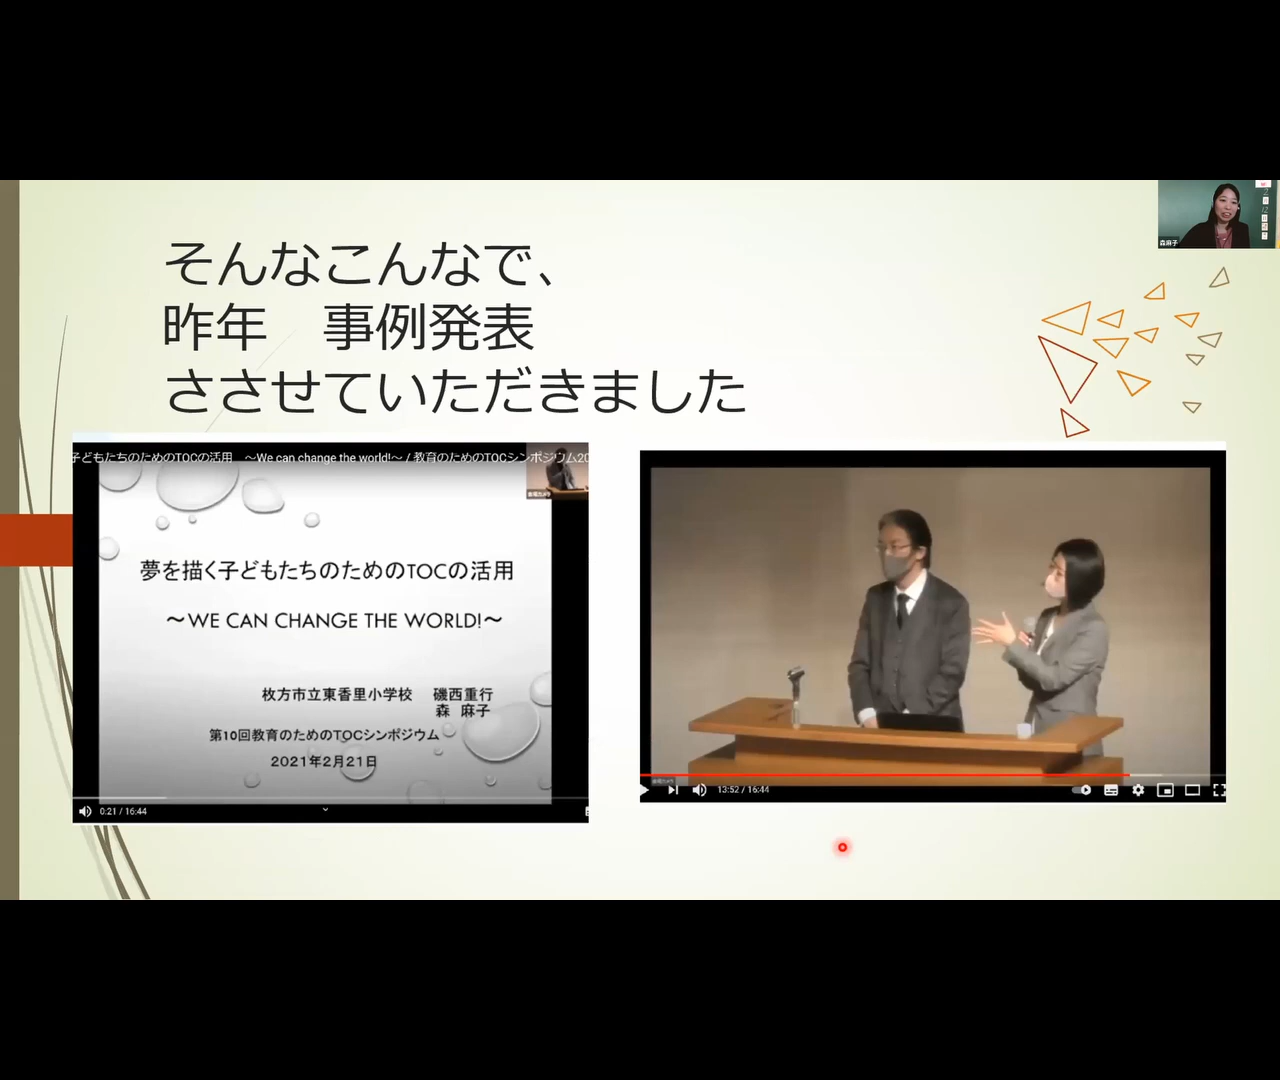 森麻子
そんなこんなで、
昨年　事例発表
ささせていただきました
子どもたちのためのTOCの活用　～We can change the world!～ / 教育のためのTOCシンポジウム20
夢を描く子どもたちのためのTOCの活用
～WE CAN CHANGE THE WORLD!～
枚方市立東香里小学校　磯西重行
森 麻子
第10回教育のためのTOCシンポジウム
2021年2月21日
0:21 / 16:44
13:52 / 16:44